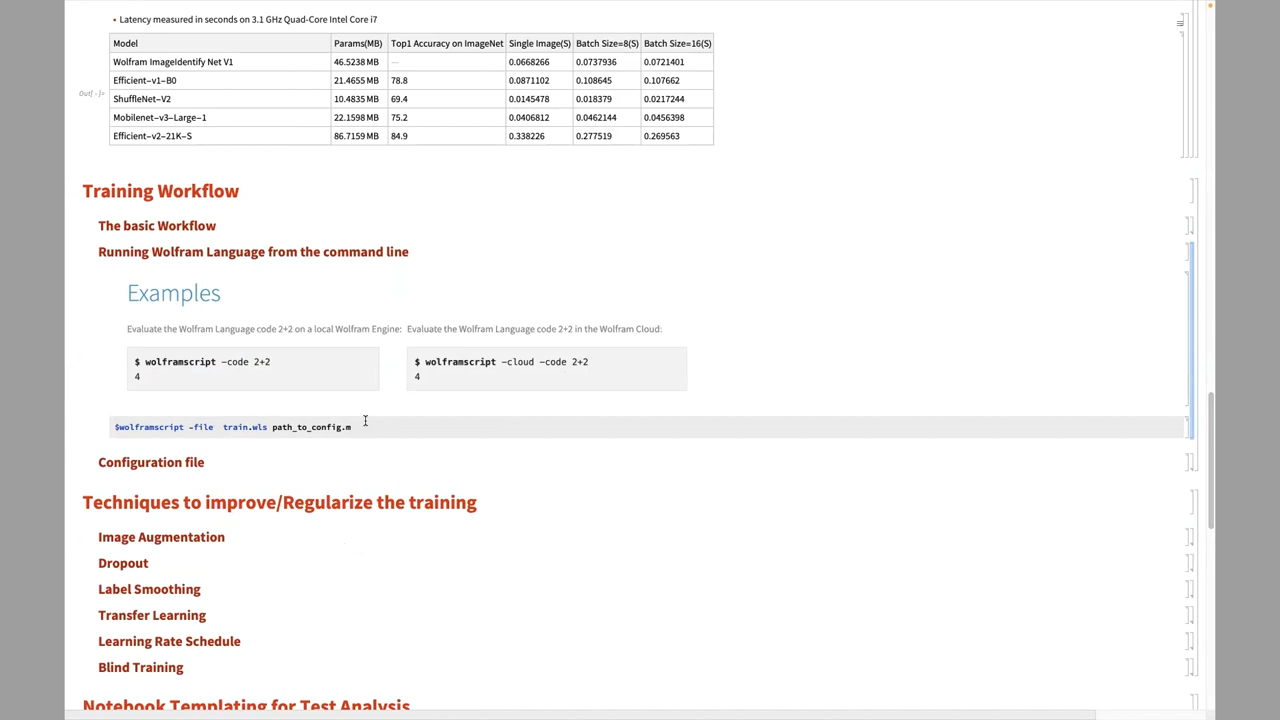 • Latency measured in seconds on 3.1 GHz Quad-Core Intel Core i7
Model Params(MB) Top1 Accuracy on ImageNet Single Image(S) Batch Size=8(S) Batch Size=16(S)
Wolfram ImageIdentify Net V1 46.5238 MB — 0.0668266 0.0737936 0.0721401
Efficient-v1-B0 21.4655 MB 78.8 0.0871102 0.108645 0.107662
Out[•]=
ShuffleNet-V2 10.4835 MB 69.4 0.0145478 0.018379 0.0217244
Mobilenet-v3-Large-1 22.1598 MB 75.2 0.0406812 0.0462144 0.0456398
Efficient-v2-21K-S 86.7159 MB 84.9 0.338226 0.277519 0.269563
Training Workflow
The basic Workflow
Running Wolfram Language from the command line
Examples
Evaluate the Wolfram Language code 2+2 on a local Wolfram Engine: Evaluate the Wolfram Language code 2+2 in the Wolfram Cloud:
$ wolframscript -code 2+2 $ wolframscript -cloud -code 2+2
4 4
$wolframscript -file train.wls path_to_config.m
Configuration file
Techniques to improve/Regularize the training
Image Augmentation
Dropout
Label Smoothing
Transfer Learning
Learning Rate Schedule
Blind Training
Notebook Templating for Test Analysis